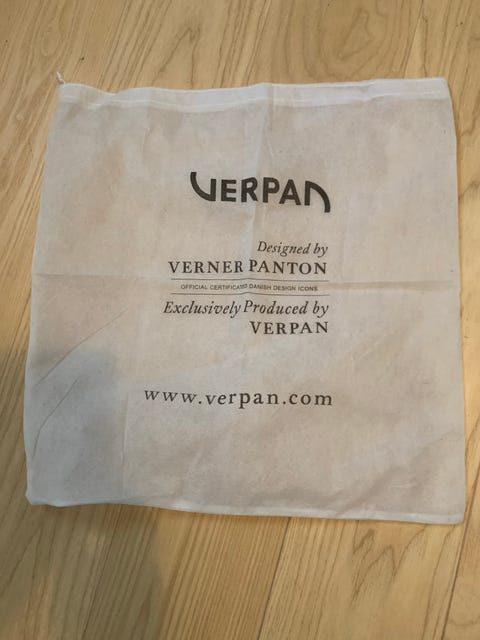 VERPAN
Designed by
VERNER PANTON
OFFICIAL CERTIFICATED DANISH DESIGN ICONS
Exclusively Produced by
VERPAN
www.verpan.com